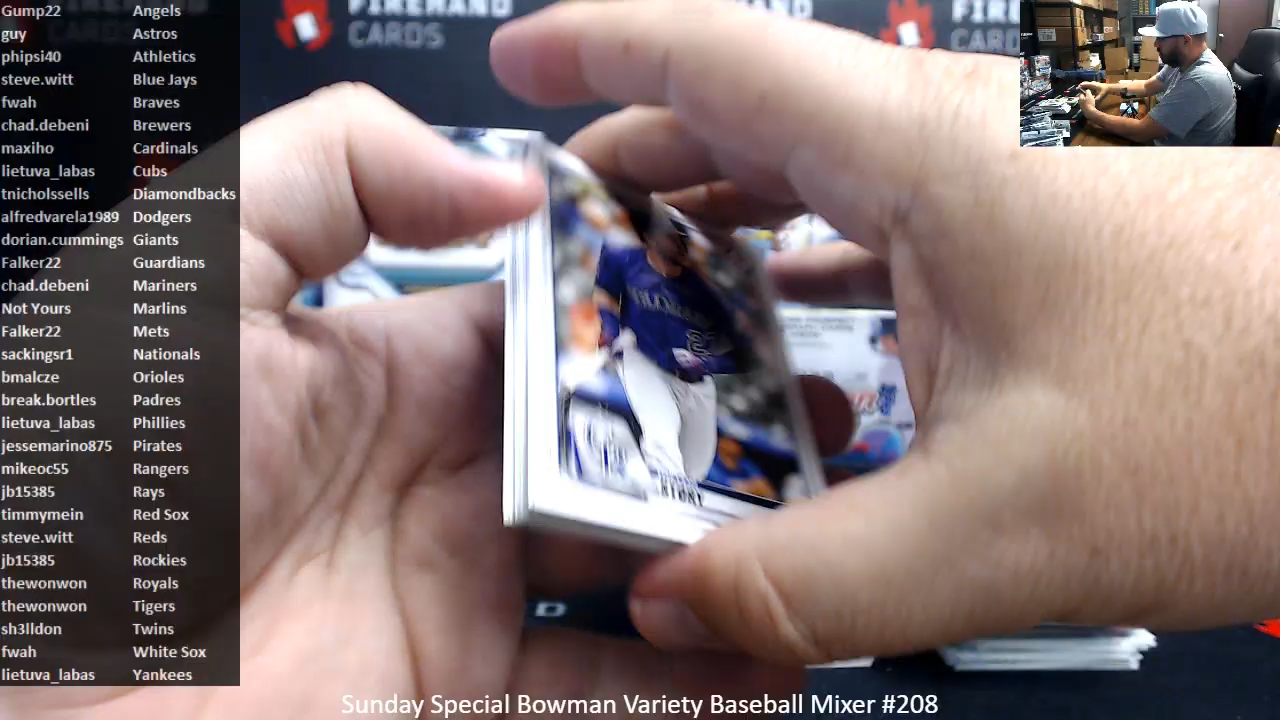 Gump22 Angels
guy Astros
phipsi40 Athletics
steve.witt Blue Jays
fwah Braves
chad.debeni Brewers
maxiho Cardinals
lietuva_labas Cubs
tnicholssells Diamondbacks
alfredvarela1989 Dodgers
dorian.cummings Giants
Falker22 Guardians
chad.debeni Mariners
Not Yours Marlins
Falker22 Mets
sackingsr1 Nationals
bmalcze Orioles
break.bortles Padres
lietuva_labas Phillies
jessemarino875 Pirates
mikeoc55 Rangers
jb15385 Rays
timmymein Red Sox
steve.witt Reds
jb15385 Rockies
thewonwon Royals
thewonwon Tigers
sh3lldon Twins
fwah White Sox
lietuva_labas Yankees
FIREHAND
CARDS
STORY
Sunday Special Bowman Variety Baseball Mixer #208